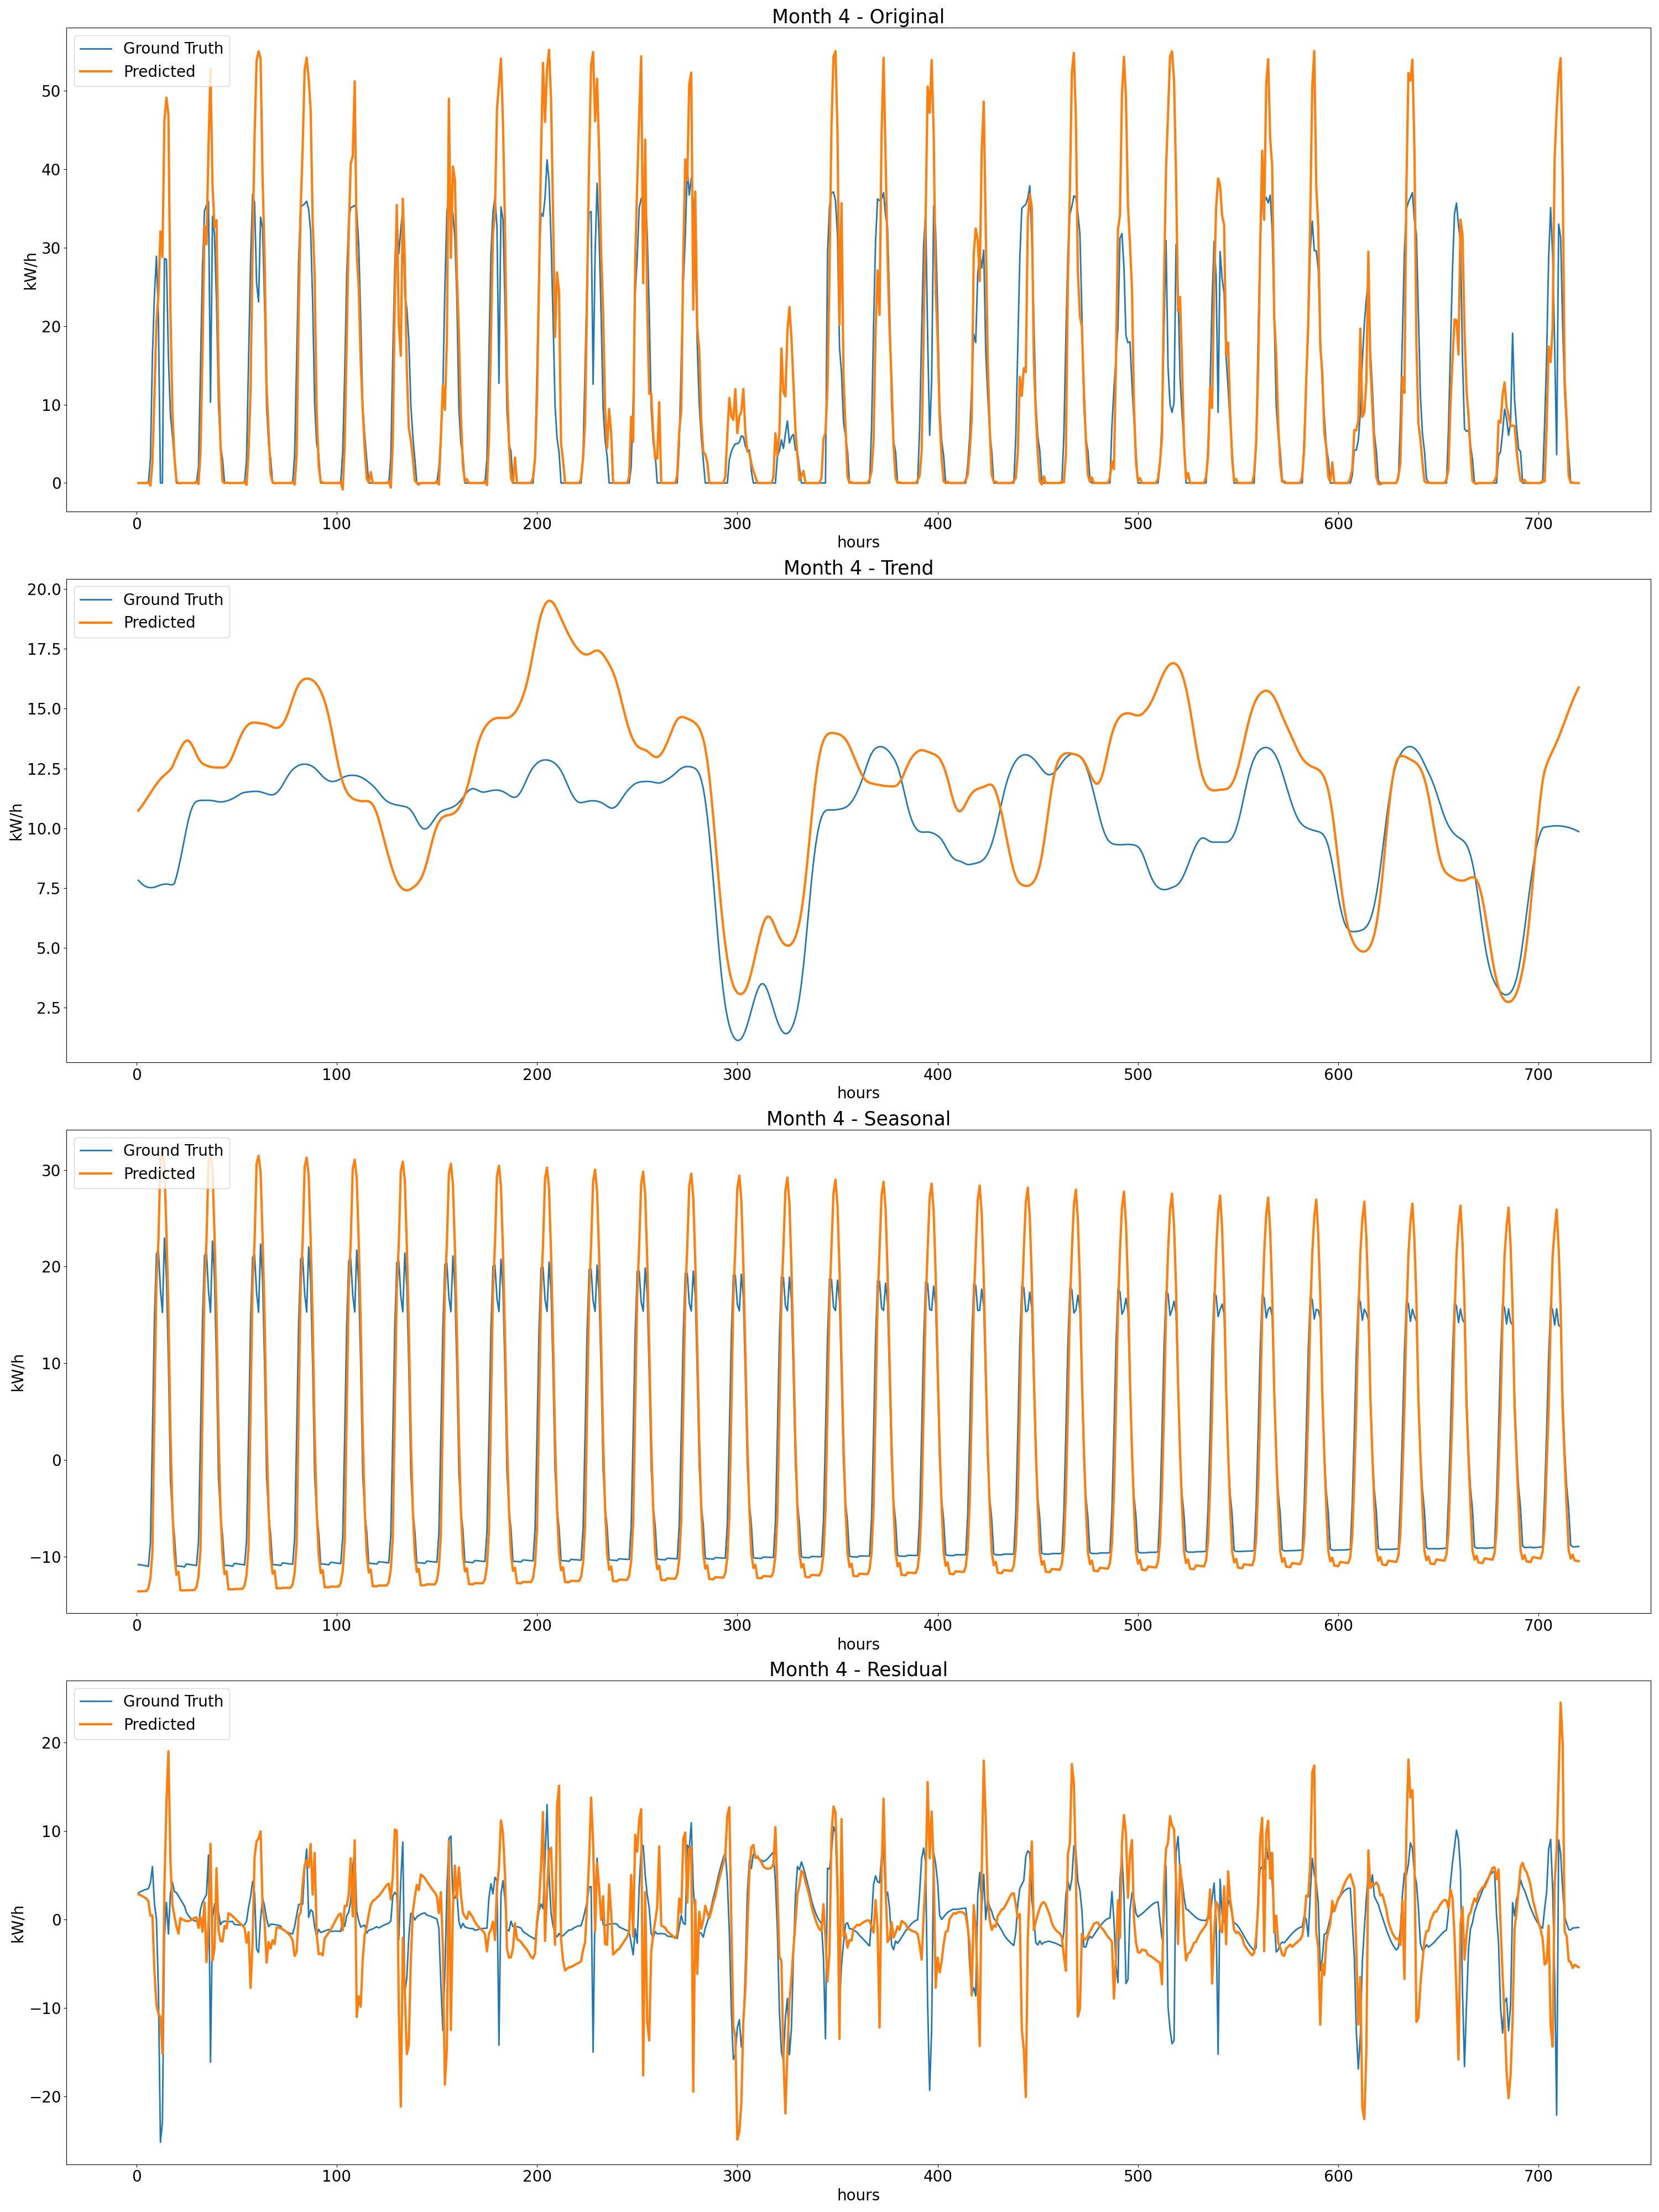 Month 4 - Original
Ground Truth
Predicted
50
40
30
20
10
0
kW/h
0 100 200 300 400 500 600 700
hours
Month 4 - Trend
Ground Truth
Predicted
20.0
17.5
15.0
12.5
10.0
7.5
5.0
2.5
kW/h
0 100 200 300 400 500 600 700
hours
Month 4 - Seasonal
Ground Truth
Predicted
30
20
10
0
−10
kW/h
0 100 200 300 400 500 600 700
hours
Month 4 - Residual
Ground Truth
Predicted
20
10
0
−10
−20
kW/h
0 100 200 300 400 500 600 700
hours